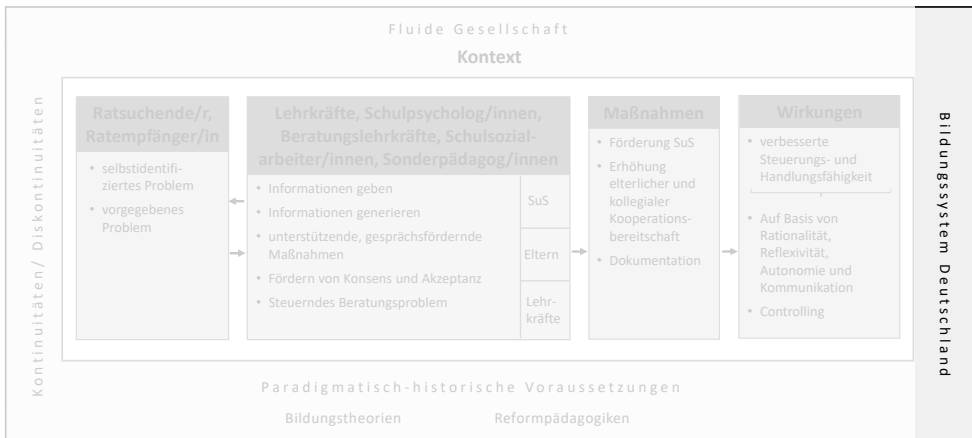 Fluide Gesellschaft
Kontext
Kontinuitäten/ Diskontinuitäten
Ratsuchende/r,
Ratempfänger/in
• selbstidentifi-
ziertes Problem
• vorgegebenes
Problem
Lehrkräfte, Schulpsycholog/innen,
Beratungslehrkräfte, Schulsozial-
arbeiter/innen, Sonderpädagog/innen
• Informationen geben
• Informationen generieren
• unterstützende, gesprächsfördernde
Maßnahmen
• Fördern von Konsens und Akzeptanz
• Steuerndes Beratungsproblem
SuS
Eltern
Lehr-
kräfte
Maßnahmen
• Förderung SuS
• Erhöhung
elterlicher und
kollegialer
Kooperations-
bereitschaft
• Dokumentation
Wirkungen
• verbesserte
Steuerungs- und
Handlungsfähigkeit
• Auf Basis von
Rationalität,
Reflexivität,
Autonomie und
Kommunikation
• Controlling
Bildungssystem Deutschland
Paradigmatisch-historische Voraussetzungen
Bildungstheorien Reformpädagogiken